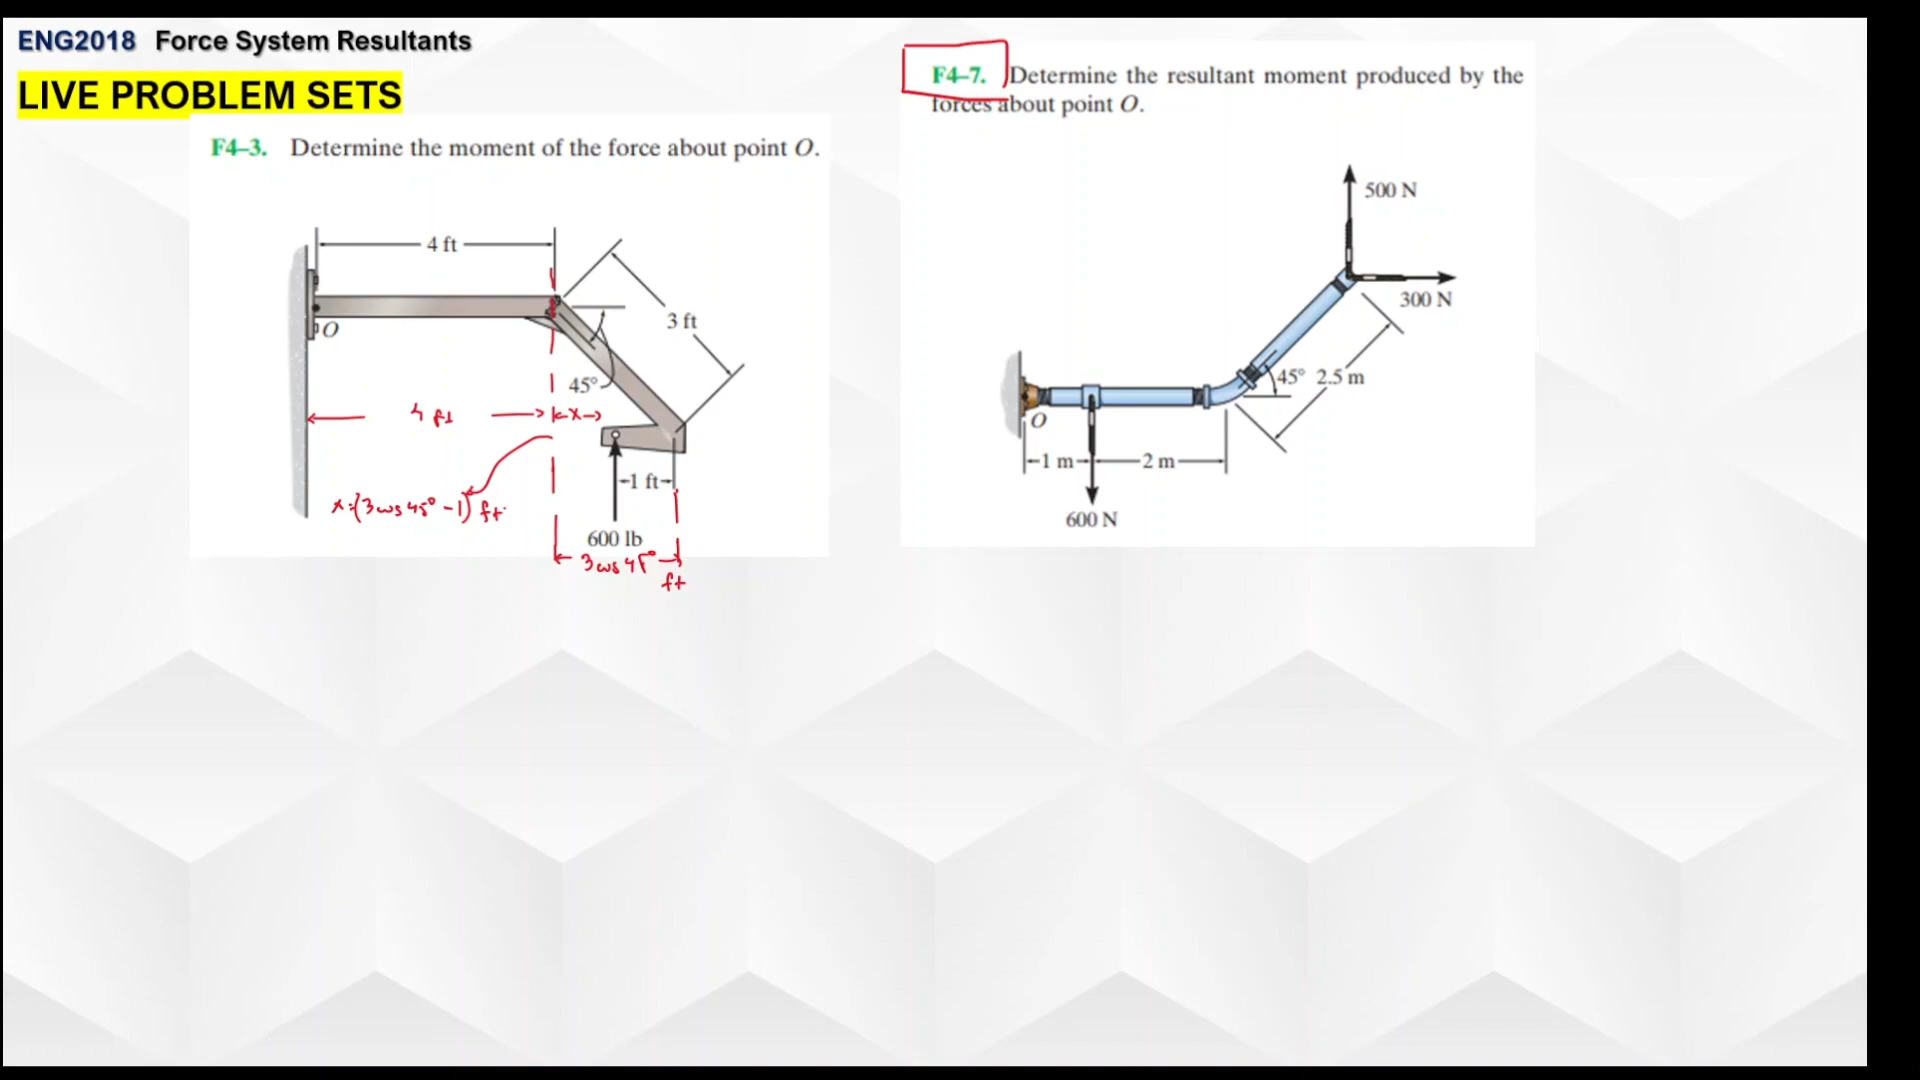 ENG2018 Force System Resultants
LIVE PROBLEM SETS
F4–3. Determine the moment of the force about point O.
4 ft
3 ft
O
45°
4 ft
x
x=(3cos45°-1) ft
1 ft
600 lb
3cos45°
ft
F4–7. Determine the resultant moment produced by the
forces about point O.
500 N
300 N
45° 2.5 m
O
1 m
2 m
600 N